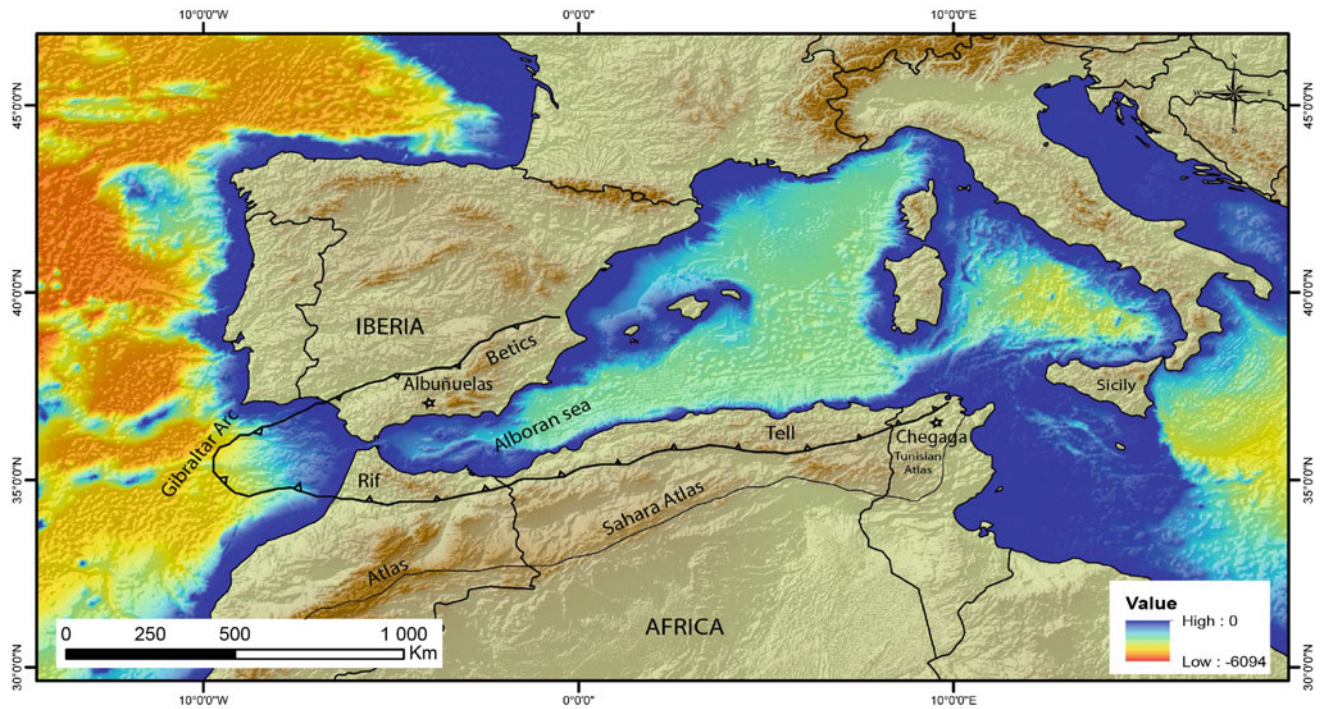 10°0'0"W
0°0'0"
10°0'0"E
45°0'0"N
45°0'0"N
N
W
E
S
40°0'0"N
40°0'0"N
IBERIA
Betics
Albuñuelas
Sicily
Gibraltar Arc
Alboran sea
Tell
Chegaga
Tunisian
Atlas
35°0'0"N
35°0'0"N
Rif
Sahara Atlas
Atlas
AFRICA
Value
High : 0
Low : -6094
0
250
500
1 000
Km
30°0'0"N
30°0'0"N
10°0'0"W
0°0'0"
10°0'0"E